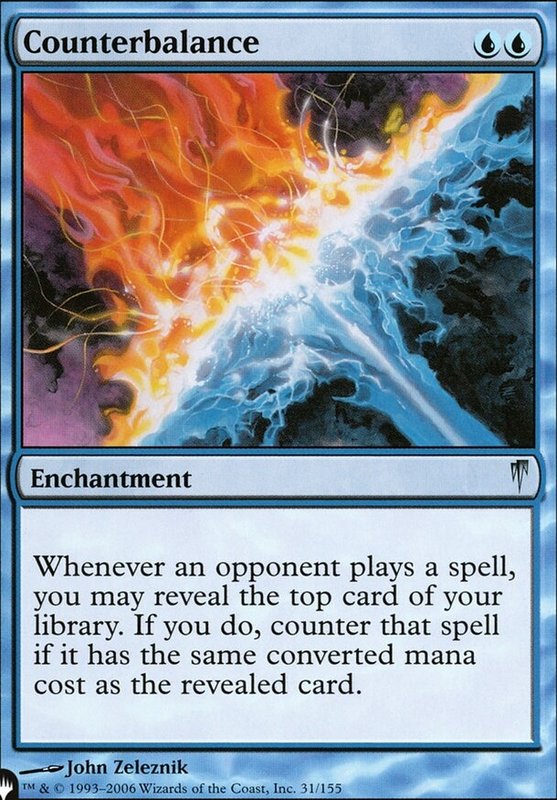 Counterbalance
Enchantment
Whenever an opponent plays a spell,
you may reveal the top card of your
library. If you do, counter that spell
if it has the same converted mana
cost as the revealed card.
John Zeleznik
™ & © 1993–2006 Wizards of the Coast, Inc. 31/155